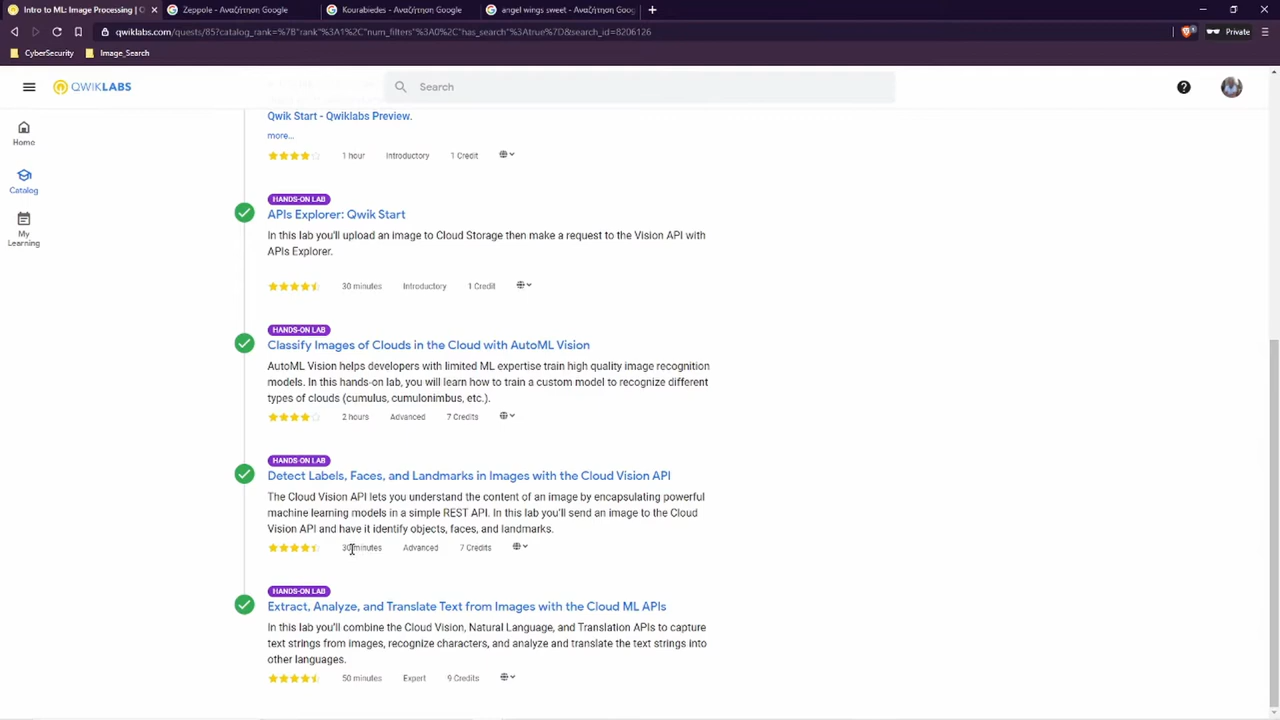 Intro to ML: Image Processing |
Zeppole - Αναζήτηση Google
Kourabiedes - Αναζήτηση Google
angel wings sweet - Αναζήτηση Goog
qwiklabs.com/quests/85?catalog_rank=%7B"rank"%3A1%2C"num_filters"%3A0%2C"has_search"%3Atrue%7D&search_id=8206126
Private
CyberSecurity
Image_Search
QWIKLABS
Search
Home
Catalog
My
Learning
Qwik Start - Qwiklabs Preview.
more...
1 hour Introductory 1 Credit
HANDS-ON LAB
APIs Explorer: Qwik Start
In this lab you'll upload an image to Cloud Storage then make a request to the Vision API with
APIs Explorer.
30 minutes Introductory 1 Credit
HANDS-ON LAB
Classify Images of Clouds in the Cloud with AutoML Vision
AutoML Vision helps developers with limited ML expertise train high quality image recognition
models. In this hands-on lab, you will learn how to train a custom model to recognize different
types of clouds (cumulus, cumulonimbus, etc.).
2 hours Advanced 7 Credits
HANDS-ON LAB
Detect Labels, Faces, and Landmarks in Images with the Cloud Vision API
The Cloud Vision API lets you understand the content of an image by encapsulating powerful
machine learning models in a simple REST API. In this lab you'll send an image to the Cloud
Vision API and have it identify objects, faces, and landmarks.
30 minutes Advanced 7 Credits
HANDS-ON LAB
Extract, Analyze, and Translate Text from Images with the Cloud ML APIs
In this lab you'll combine the Cloud Vision, Natural Language, and Translation APIs to capture
text strings from images, recognize characters, and analyze and translate the text strings into
other languages.
50 minutes Expert 9 Credits